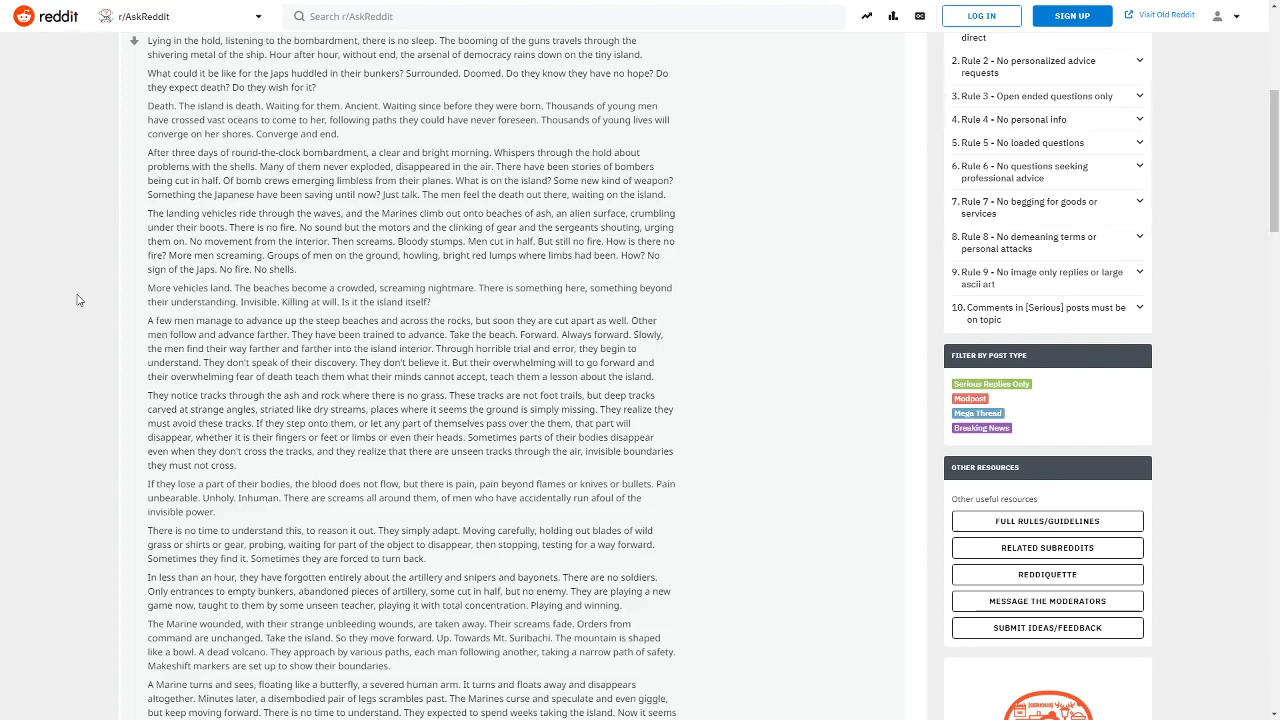 reddit
r/AskReddit
Search r/AskReddit
LOG IN
SIGN UP
Visit Old Reddit
Lying in the hold, listening to the bombardment, there is no sleep. The booming of the guns travels through the
shivering metal of the ship. Hour after hour, without end, the arsenal of democracy rains down on the tiny island.
What could it be like for the Japs huddled in their bunkers? Surrounded. Doomed. Do they know they have no hope? Do
they expect death? Do they wish for it?
Death. The island is death. Waiting for them. Ancient. Waiting since before they were born. Thousands of young men
have crossed vast oceans to come to her, following paths they could have never foreseen. Thousands of young lives will
converge on her shores. Converge and end.
After three days of round-the-clock bombardment, a clear and bright morning. Whispers through the hold about
problems with the shells. Many of them never exploded, disappeared in the air. There have been stories of bombers
being cut in half. Of bomb crews emerging limbless from their planes. What is on the island? Some new kind of weapon?
Something the Japanese have been saving until now? Just talk. The men feel the death out there, waiting on the island.
The landing vehicles ride through the waves, and the Marines climb out onto beaches of ash, an alien surface, crumbling
under their boots. There is no fire. No sound but the motors and the clinking of gear and the sergeants shouting, urging
them on. No movement from the interior. Then screams. Bloody stumps. Men cut in half. But still no fire. How is there no
fire? More men screaming. Groups of men on the ground, howling, bright red lumps where limbs had been. How? No
sign of the Japs. No fire. No shells.
More vehicles land. The beaches become a crowded, screaming nightmare. There is something here, something beyond
their understanding. Invisible. Killing at will. Is it the island itself?
A few men manage to advance up the steep beaches and across the rocks, but soon they are cut apart as well. Other
men follow and advance farther. They have been trained to advance. Take the beach. Forward. Always forward. Slowly,
the men find their way farther and farther into the island interior. Through horrible trial and error, they begin to
understand. They don't speak of their discovery. They don't believe it. But their overwhelming will to go forward and
their overwhelming fear of death teach them what their minds cannot accept, teach them a lesson about the island.
They notice tracks through the ash and rock where there is no grass. These tracks are not foot trails, but deep tracks
carved at strange angles, striated like dry streams, places where it seems the ground is simply missing. They realize they
must avoid these tracks. If they step onto them, or let any part of themselves pass over the them, that part will
disappear, whether it is their fingers or feet or limbs or even their heads. Sometimes parts of their bodies disappear
even when they don't cross the tracks, and they realize that there are unseen tracks through the air, invisible boundaries
they must not cross.
If they lose a part of their bodies, the blood does not flow, but there is pain, pain beyond flames or knives or bullets. Pain
unbearable. Unholy. Inhuman. There are screams all around them, of men who have accidentally run afoul of the
invisible power.
There is no time to understand this, to reason it out. They simply adapt. Moving carefully, holding out blades of wild
grass or shirts or gear, probing, waiting for part of the object to disappear, then stopping, testing for a way forward.
Sometimes they find it. Sometimes they are forced to turn back.
In less than an hour, they have forgotten entirely about the artillery and snipers and bayonets. There are no soldiers.
Only entrances to empty bunkers, abandoned pieces of artillery, some cut in half, but no enemy. They are playing a new
game now, taught to them by some unseen teacher, playing it with total concentration. Playing and winning.
The Marine wounded, with their strange unbleeding wounds, are taken away. Their screams fade. Orders from
command are unchanged. Take the island. So they move forward. Up. Towards Mt. Suribachi. The mountain is shaped
like a bowl. A dead volcano. They approach by various paths, each man following another, taking a narrow path of safety.
Makeshift markers are set up to show their boundaries.
A Marine turns and sees, floating like a butterfly, a severed human arm. It turns and floats away and disappears
altogether. Minutes later, a disembodied pair of legs scrambles past. The Marines curse and speculate and even giggle,
but keep moving forward. There is no time to understand. They expected to spend weeks taking the island. Now it seems
direct
2. Rule 2 - No personalized advice
requests
3. Rule 3 - Open ended questions only
4. Rule 4 - No personal info
5. Rule 5 - No loaded questions
6. Rule 6 - No questions seeking
professional advice
7. Rule 7 - No begging for goods or
services
8. Rule 8 - No demeaning terms or
personal attacks
9. Rule 9 - No image only replies or large
ascii art
10. Comments in [Serious] posts must be
on topic
FILTER BY POST TYPE
Serious Replies Only
Modpost
Mega Thread
Breaking News
OTHER RESOURCES
Other useful resources
FULL RULES/GUIDELINES
RELATED SUBREDDITS
REDDIQUETTE
MESSAGE THE MODERATORS
SUBMIT IDEAS/FEEDBACK